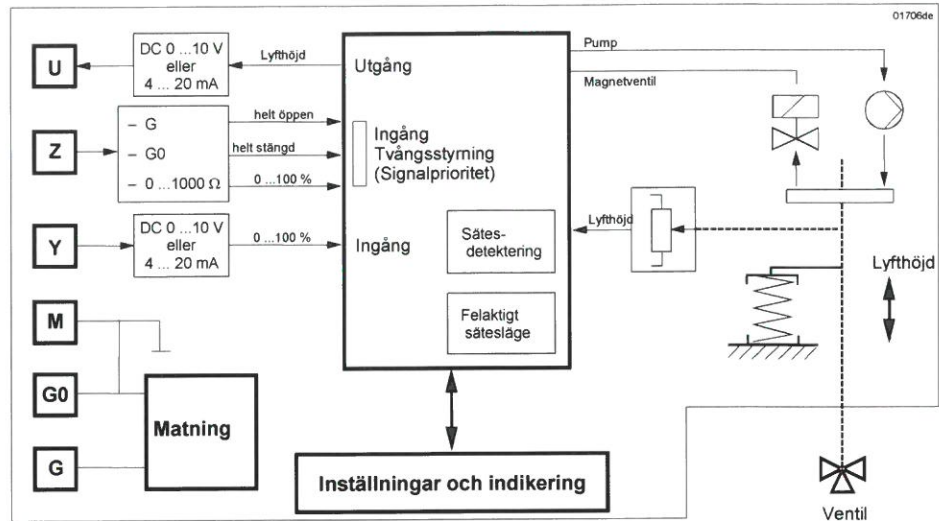 01706de
U
DC 0 ...10 V
eller
4 ... 20 mA
Lyfthöjd
Utgång
Pump
Magnetventil
Z
– G
– G0
– 0 ...1000 Ω
helt öppen
helt stängd
0 ...100 %
Ingång
Tvångsstyrning
(Signalprioritet)
Y
DC 0 ...10 V
eller
4 ... 20 mA
0 ...100 %
Ingång
Sätes-
detektering
Lyfthöjd
Lyfthöjd
Felaktigt
sätesläge
M
G0
G
Matning
Inställningar och indikering
Ventil